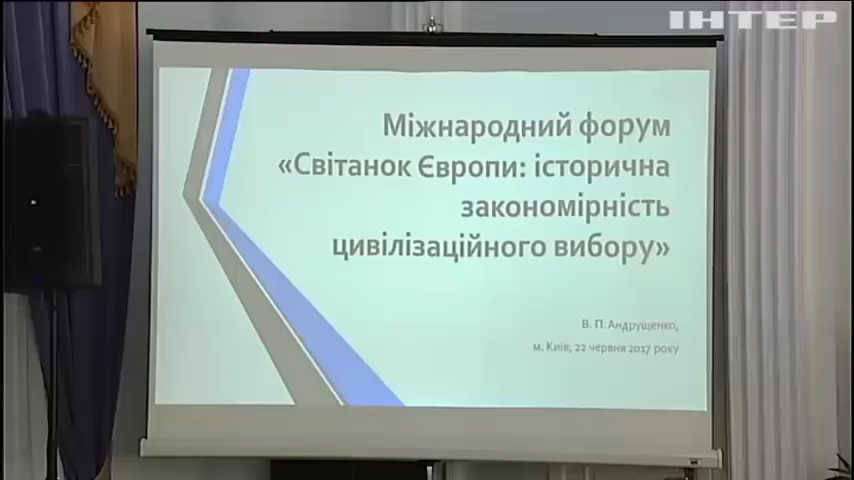 ІНТЕР
Міжнародний форум
«Світанок Європи: історична
закономірність
цивілізаційного вибору»
В. П. Андрущенко,
м. Київ, 22 червня 2017 року